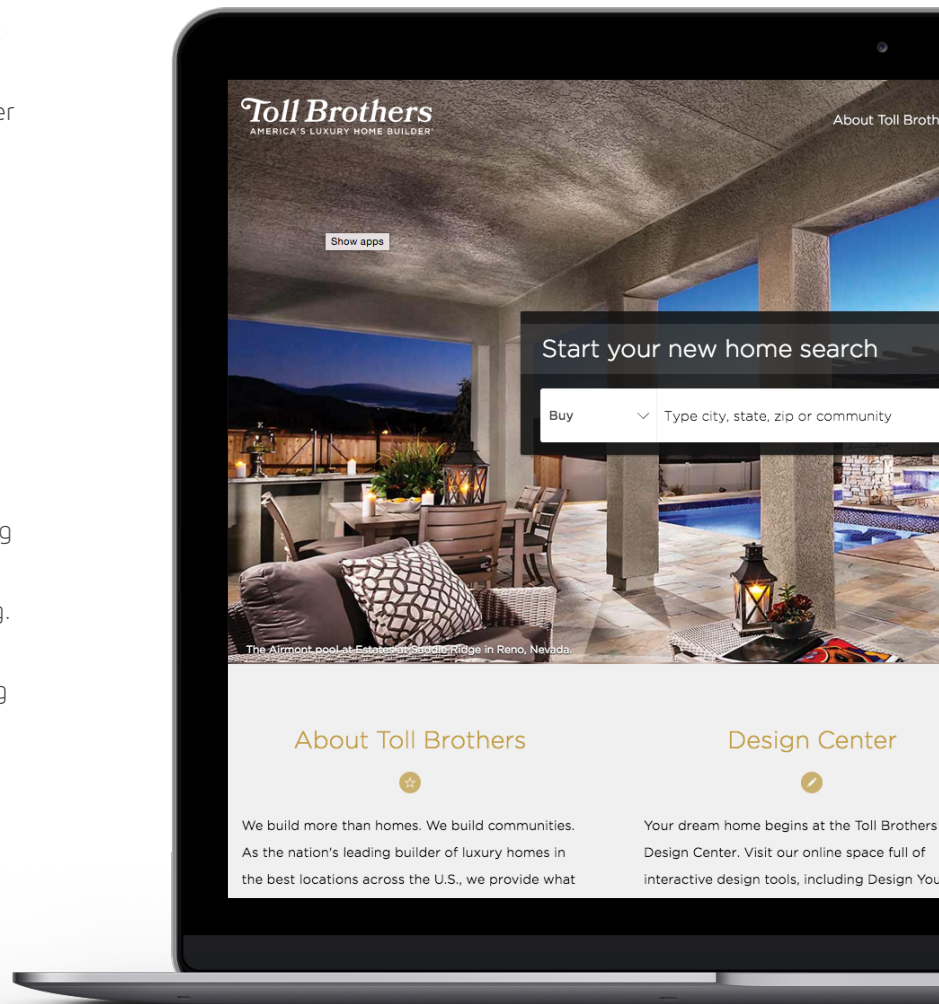 er
g
g.
g
Toll Brothers
AMERICA'S LUXURY HOME BUILDER
About Toll Broth
Show apps
Start your new home search
Buy
Type city, state, zip or community
The Airmont pool at Estates at Saddle Ridge in Reno, Nevada.
About Toll Brothers
We build more than homes. We build communities.
As the nation's leading builder of luxury homes in
the best locations across the U.S., we provide what
Design Center
Your dream home begins at the Toll Brothers
Design Center. Visit our online space full of
interactive design tools, including Design You